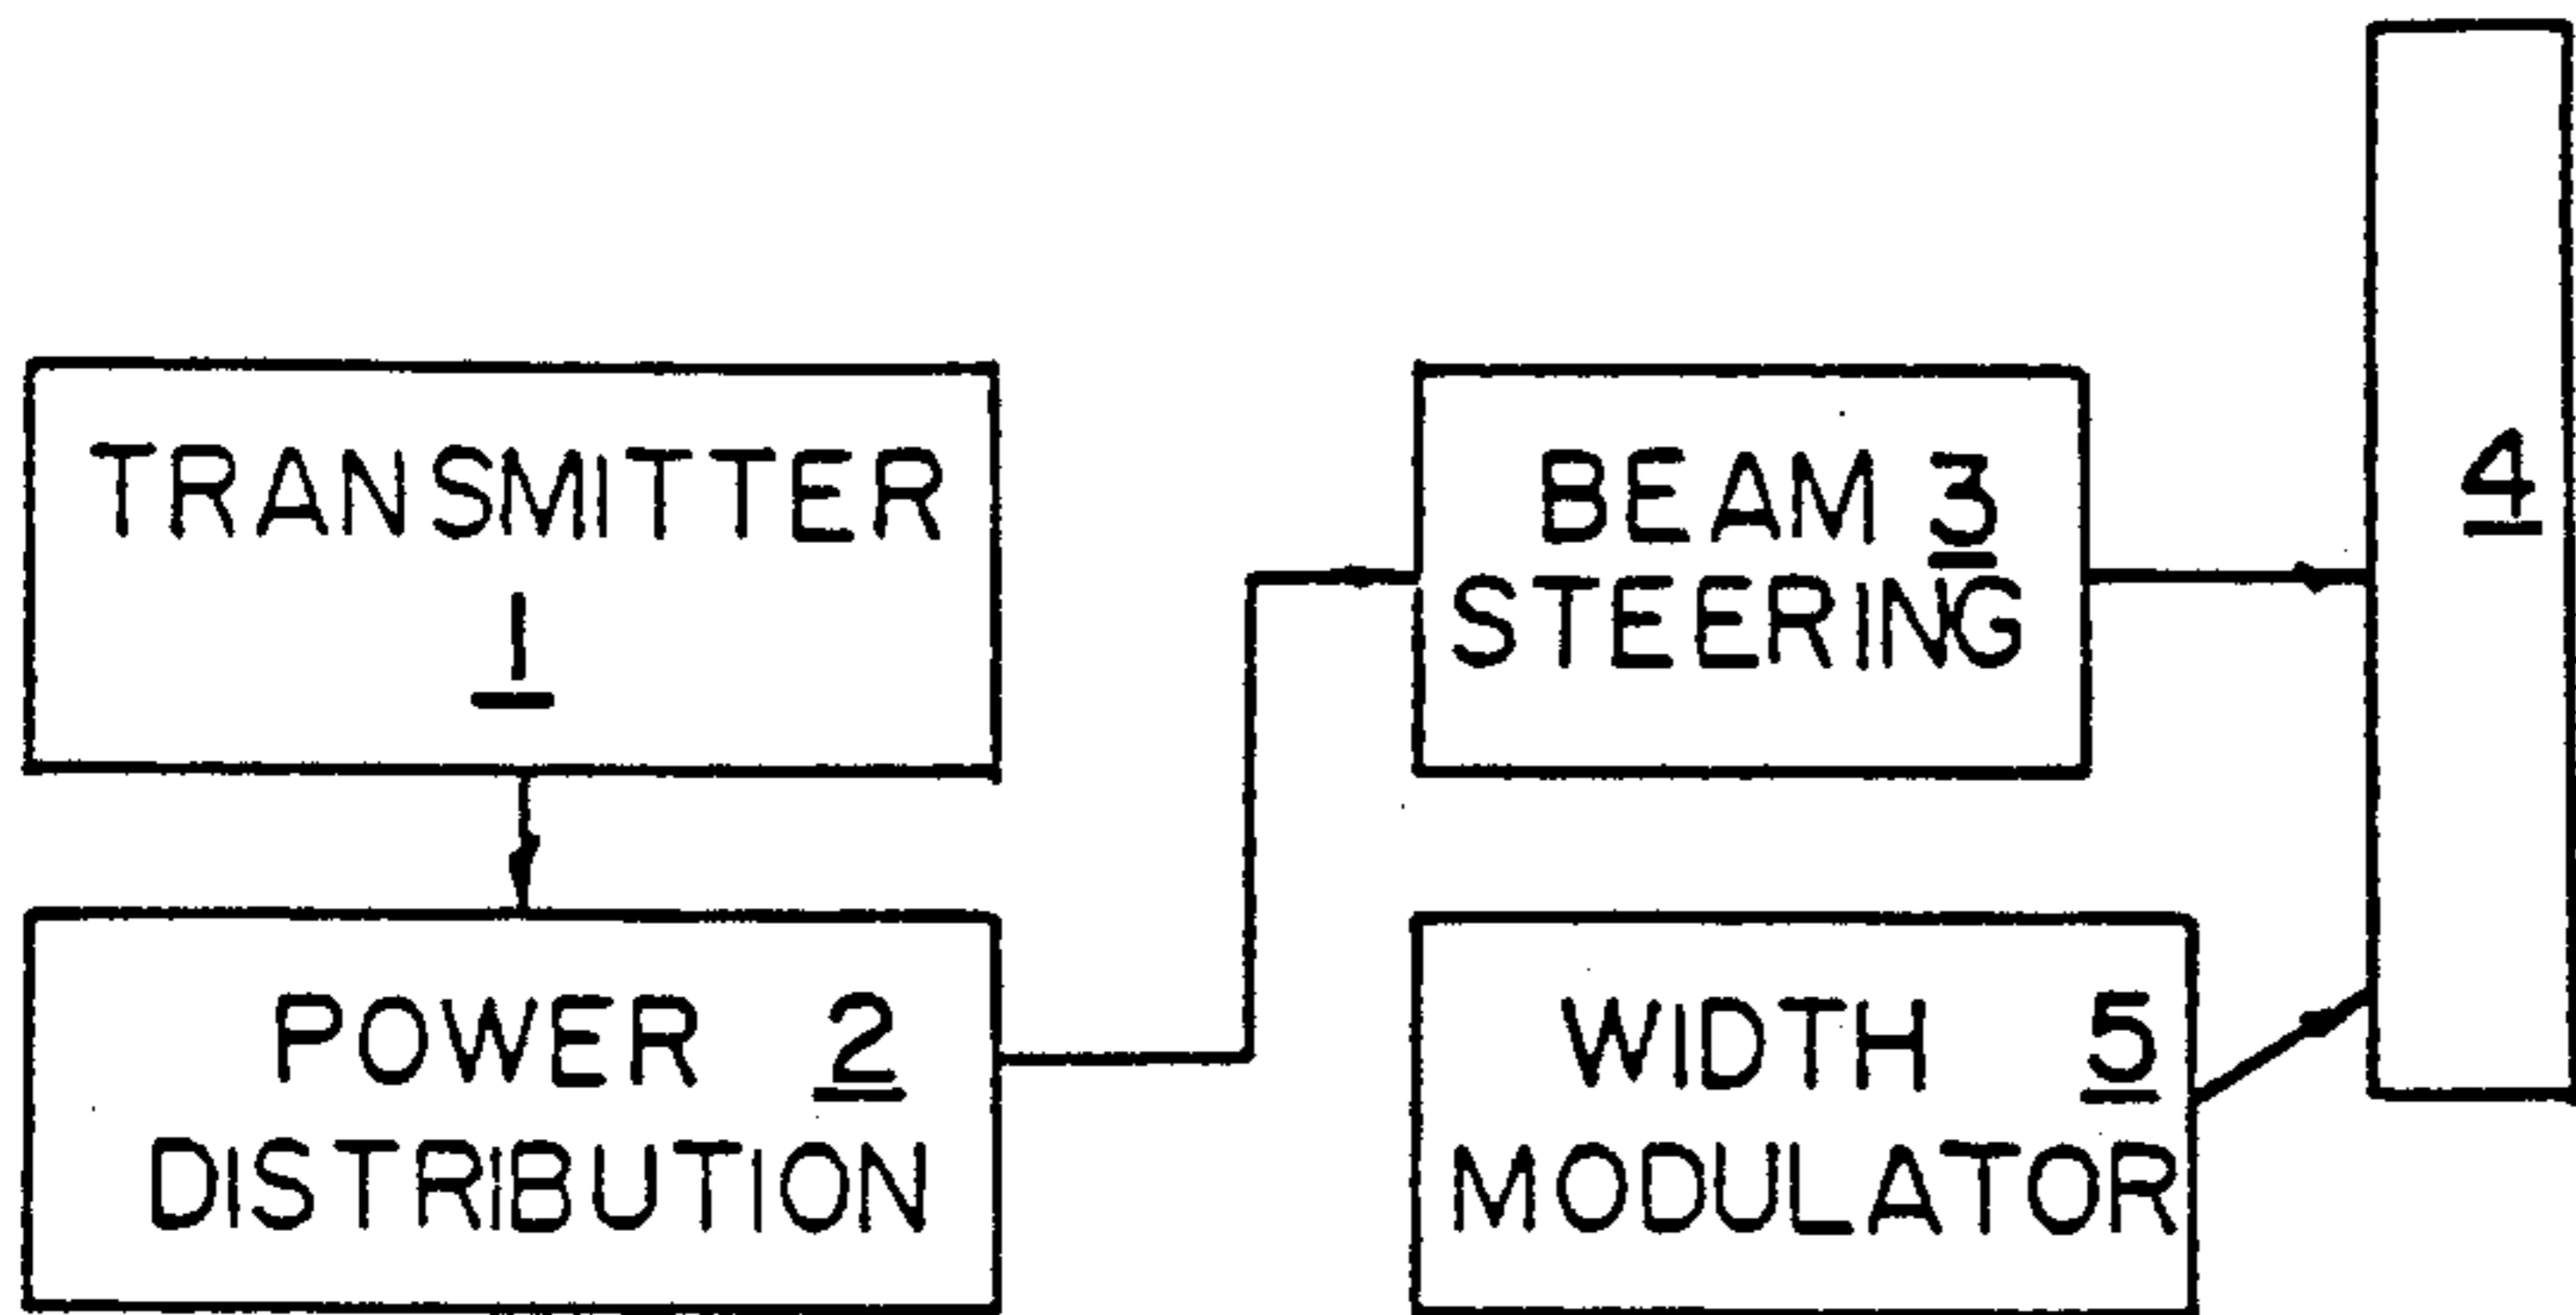 TRANSMITTER
1
POWER 2
DISTRIBUTION
BEAM 3
STEERING
WIDTH 5
MODULATOR
4